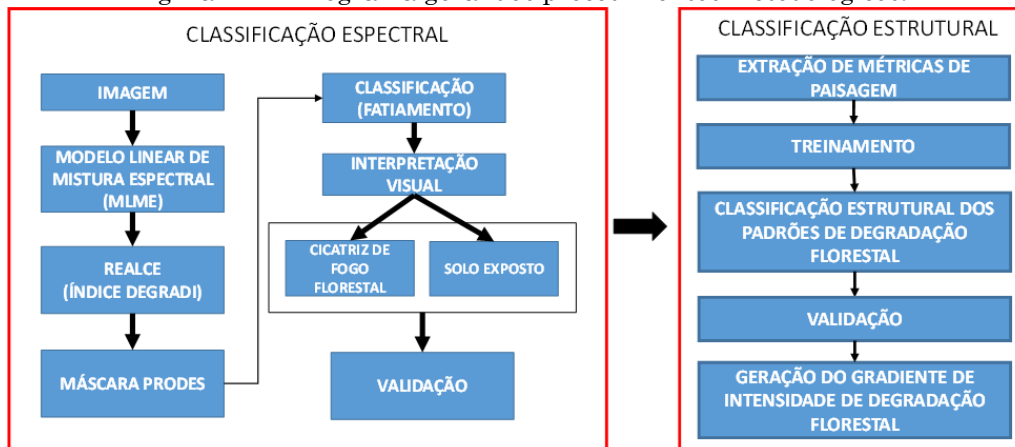 CLASSIFICAÇÃO ESPECTRAL
IMAGEM
MODELO LINEAR DE
MISTURA ESPECTRAL
(MLME)
REALCE
(ÍNDICE DEGRADI)
MÁSCARA PRODES
CLASSIFICAÇÃO
(FATIAMENTO)
INTERPRETAÇÃO
VISUAL
CICATRIZ DE
FOGO
FLORESTAL
SOLO EXPOSTO
VALIDAÇÃO
CLASSIFICAÇÃO ESTRUTURAL
EXTRAÇÃO DE MÉTRICAS DE
PAISAGEM
TREINAMENTO
CLASSIFICAÇÃO ESTRUTURAL DOS
PADRÕES DE DEGRADAÇÃO
FLORESTAL
VALIDAÇÃO
GERAÇÃO DO GRADIENTE DE
INTENSIDADE DE DEGRADAÇÃO
FLORESTAL